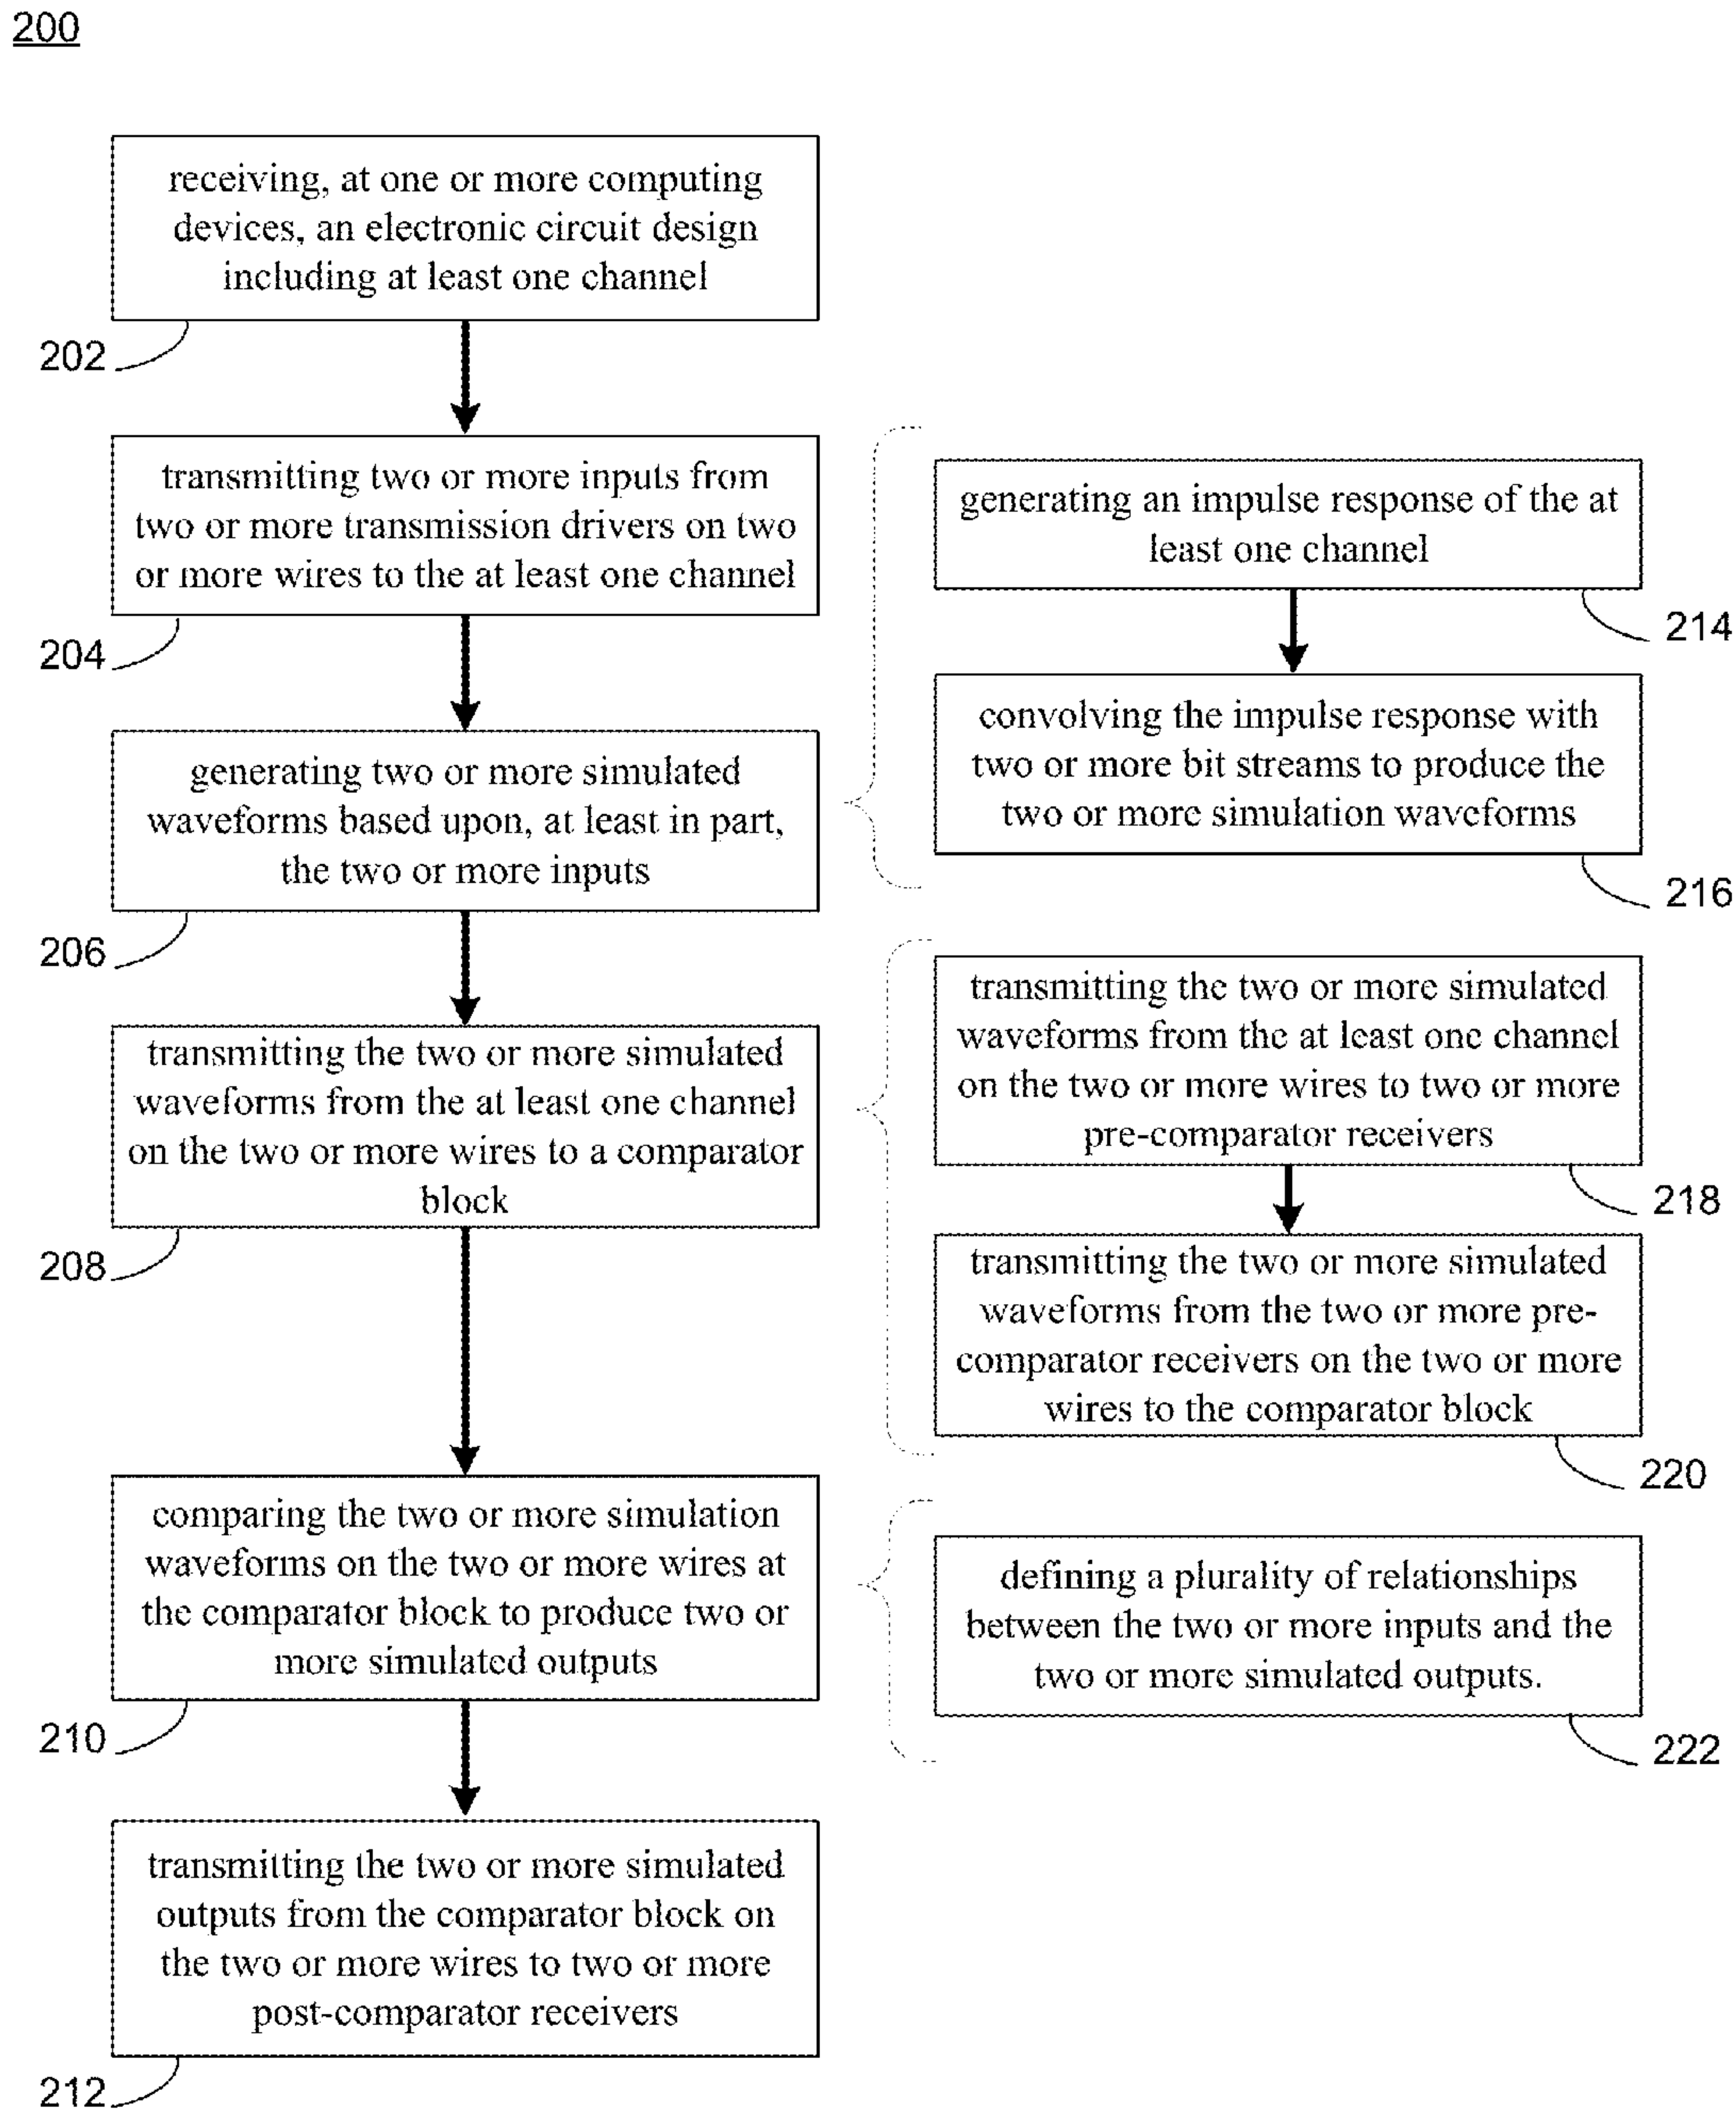 200
receiving, at one or more computing
devices, an electronic circuit design
including at least one channel
202
transmitting two or more inputs from
two or more transmission drivers on two
or more wires to the at least one channel
204
generating two or more simulated
waveforms based upon, at least in part,
the two or more inputs
206
transmitting the two or more simulated
waveforms from the at least one channel
on the two or more wires to a comparator
block
208
comparing the two or more simulation
waveforms on the two or more wires at
the comparator block to produce two or
more simulated outputs
210
transmitting the two or more simulated
outputs from the comparator block on
the two or more wires to two or more
post-comparator receivers
212
generating an impulse response of the at
least one channel
214
convolving the impulse response with
two or more bit streams to produce the
two or more simulation waveforms
216
transmitting the two or more simulated
waveforms from the at least one channel
on the two or more wires to two or more
pre-comparator receivers
218
transmitting the two or more simulated
waveforms from the two or more pre-
comparator receivers on the two or more
wires to the comparator block
220
defining a plurality of relationships
between the two or more inputs and the
two or more simulated outputs.
222